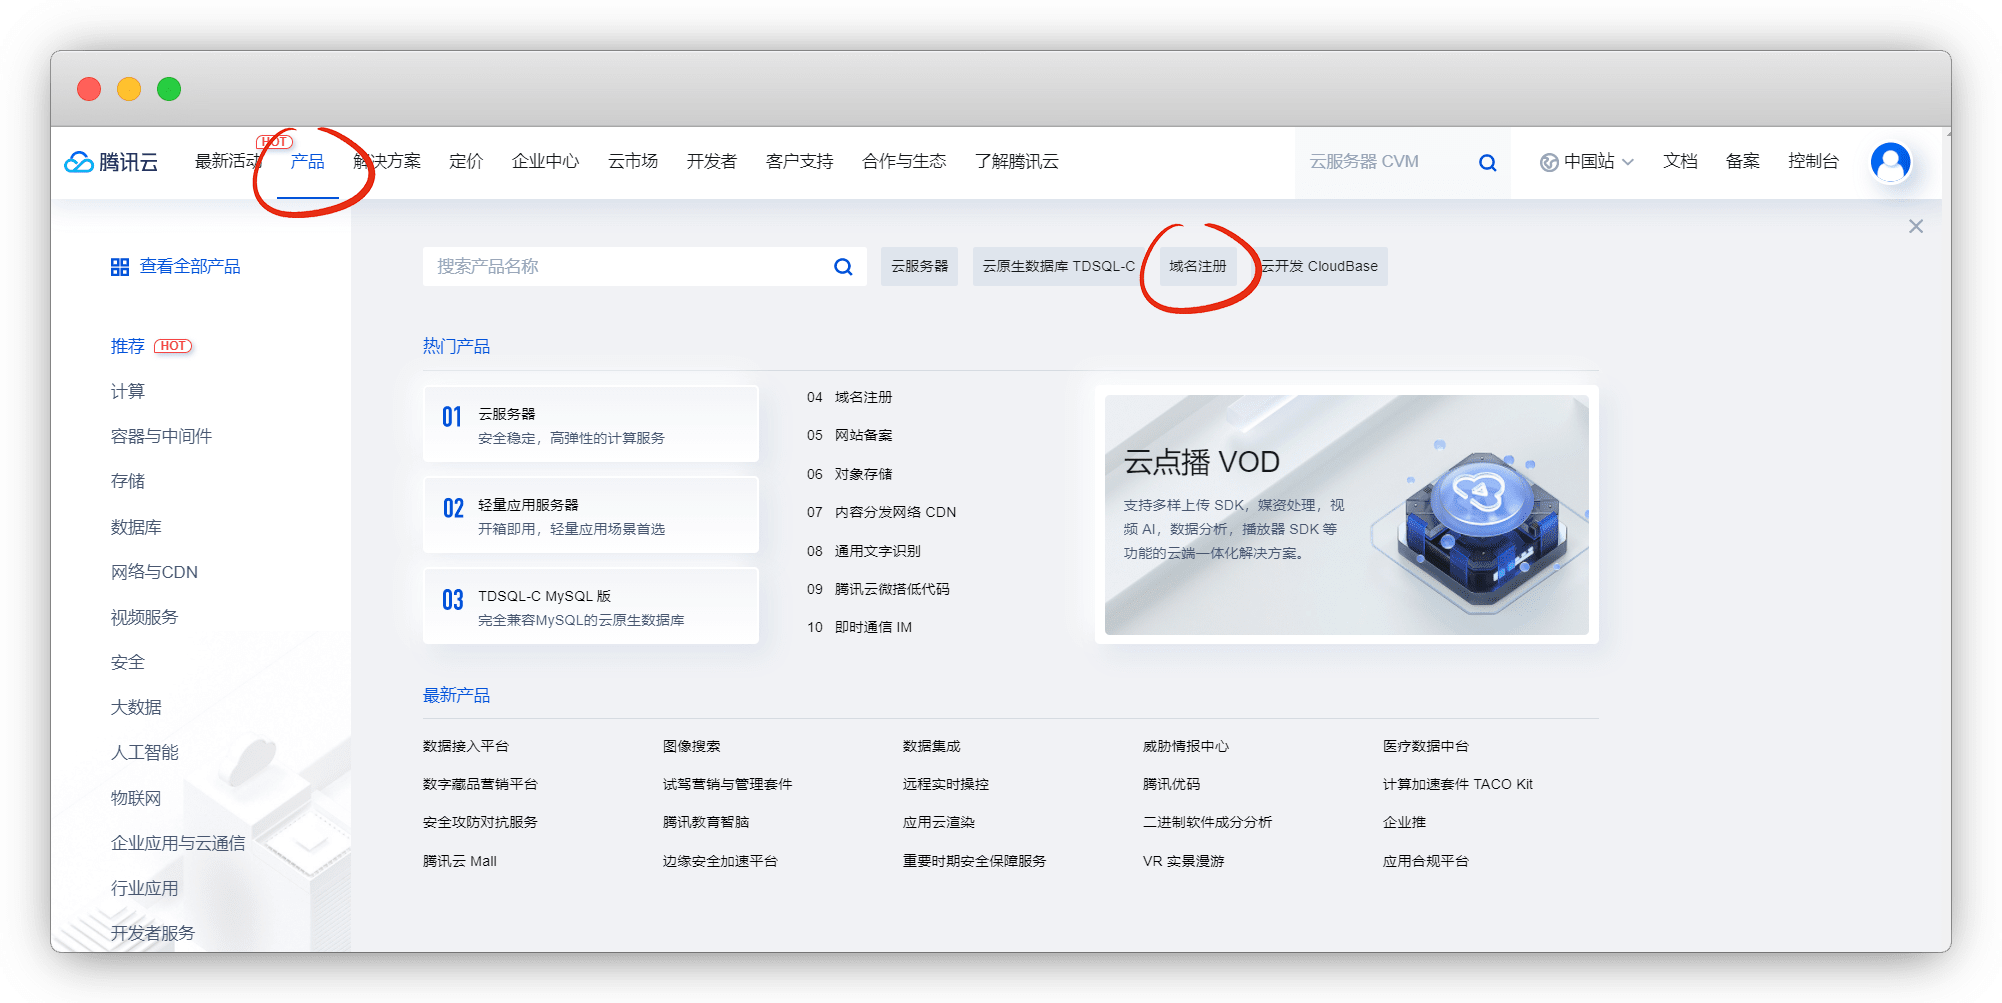 腾讯云 最新活动 HOT 产品 解决方案 定价 企业中心 云市场 开发者 客户支持 合作与生态 了解腾讯云 云服务器 CVM 中国站 文档 备案 控制台
查看全部产品
推荐 HOT
计算
容器与中间件
存储
数据库
网络与CDN
视频服务
安全
大数据
人工智能
物联网
企业应用与云通信
行业应用
开发者服务
搜索产品名称 云服务器 云原生数据库 TDSQL-C 域名注册 云开发 CloudBase
热门产品
01 云服务器
安全稳定，高弹性的计算服务
02 轻量应用服务器
开箱即用，轻量应用场景首选
03 TDSQL-C MySQL 版
完全兼容MySQL的云原生数据库
04 域名注册
05 网站备案
06 对象存储
07 内容分发网络 CDN
08 通用文字识别
09 腾讯云微搭低代码
10 即时通信 IM
云点播 VOD
支持多样上传 SDK，媒资处理，视
频 AI，数据分析，播放器 SDK 等
功能的云端一体化解决方案。
最新产品
数据接入平台 图像搜索 数据集成 威胁情报中心 医疗数据中台
数字藏品营销平台 试驾营销与管理套件 远程实时操控 腾讯优码 计算加速套件 TACO Kit
安全攻防对抗服务 腾讯教育智脑 应用云渲染 二进制软件成分分析 企业推
腾讯云 Mall 边缘安全加速平台 重要时期安全保障服务 VR 实景漫游 应用合规平台